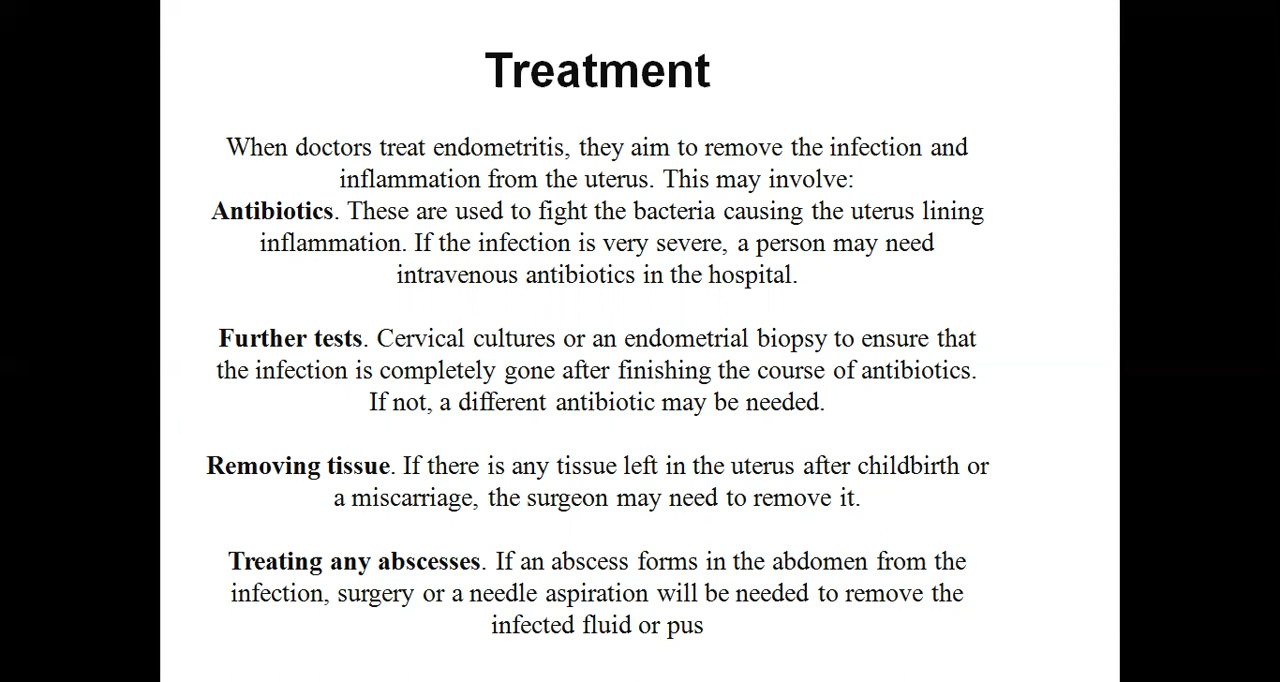 Treatment
When doctors treat endometritis, they aim to remove the infection and
inflammation from the uterus. This may involve:
Antibiotics. These are used to fight the bacteria causing the uterus lining
inflammation. If the infection is very severe, a person may need
intravenous antibiotics in the hospital.
Further tests. Cervical cultures or an endometrial biopsy to ensure that
the infection is completely gone after finishing the course of antibiotics.
If not, a different antibiotic may be needed.
Removing tissue. If there is any tissue left in the uterus after childbirth or
a miscarriage, the surgeon may need to remove it.
Treating any abscesses. If an abscess forms in the abdomen from the
infection, surgery or a needle aspiration will be needed to remove the
infected fluid or pus